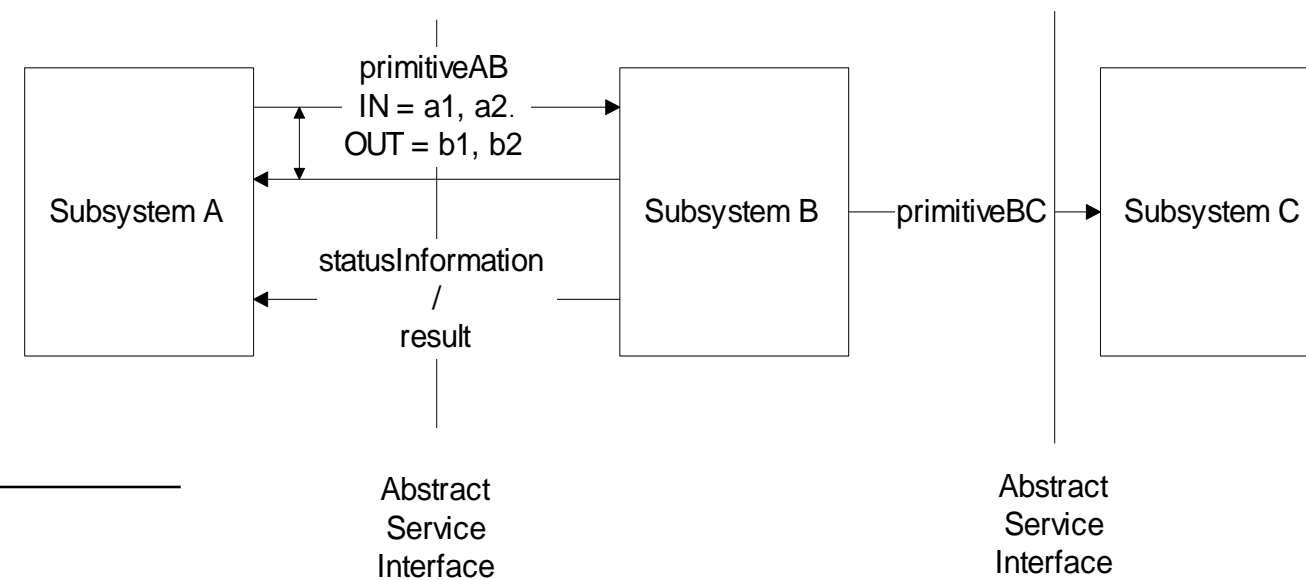 primitiveAB
IN = a1, a2.
OUT = b1, b2
Subsystem A
Subsystem B
primitiveBC
Subsystem C
statusInformation
/
result
Abstract
Service
Interface
Abstract
Service
Interface